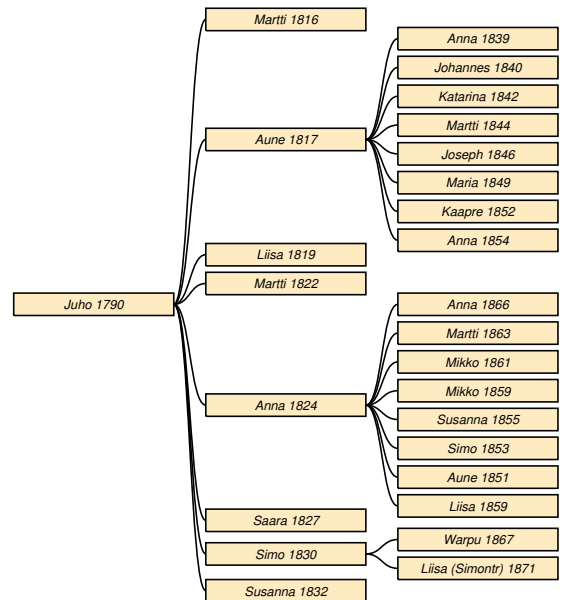 Juho 1790
Martti 1816
Aune 1817
Anna 1839
Johannes 1840
Katarina 1842
Martti 1844
Joseph 1846
Maria 1849
Kaapre 1852
Anna 1854
Liisa 1819
Martti 1822
Anna 1824
Anna 1866
Martti 1863
Mikko 1861
Mikko 1859
Susanna 1855
Simo 1853
Aune 1851
Liisa 1859
Saara 1827
Simo 1830
Warpu 1867
Liisa (Simontr) 1871
Susanna 1832